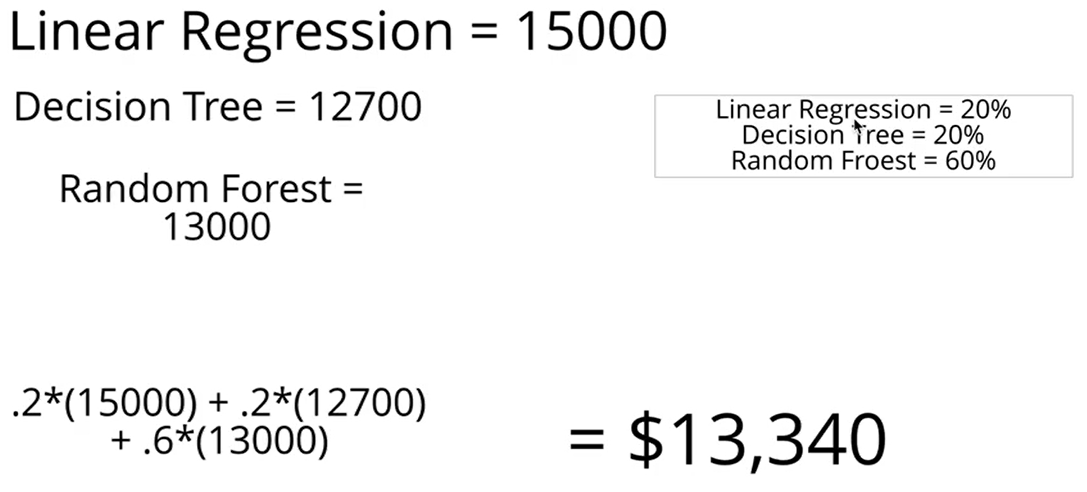 Linear Regression = 15000
Decision Tree = 12700
Random Forest =
13000
Linear Regression = 20%
Decision Tree = 20%
Random Froest = 60%
.2*(15000) + .2*(12700)
+ .6*(13000)
= $13,340